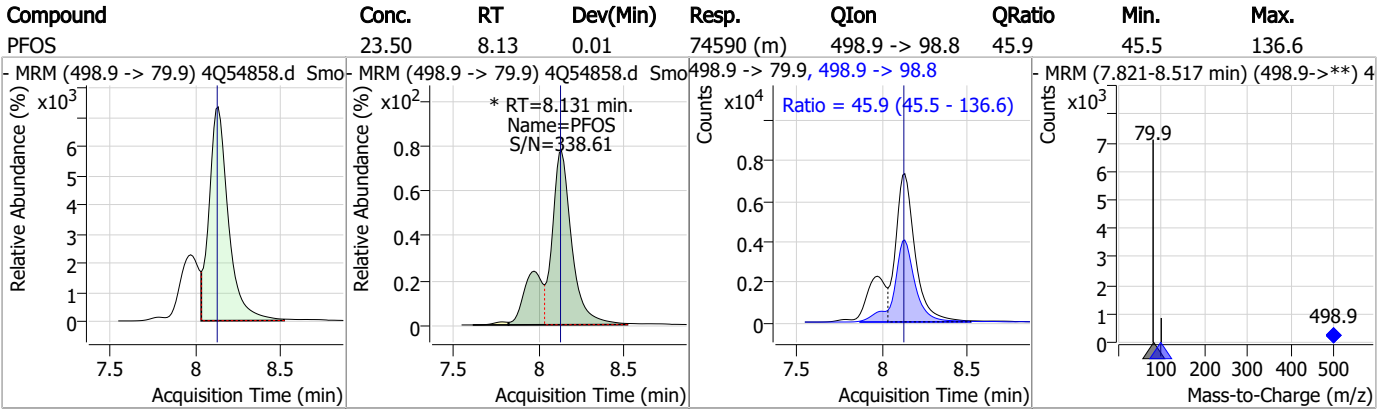 Compound Conc. RT Dev(Min) Resp. QIon QRatio Min. Max.
PFOS 23.50 8.13 0.01 74590 (m) 498.9 -> 98.8 45.9 45.5 136.6
- MRM (498.9 -> 79.9) 4Q54858.d Smo
Relative Abundance (%)
x10³
6
5
4
3
2
1
0
7.5 8 8.5
Acquisition Time (min)
- MRM (498.9 -> 79.9) 4Q54858.d Smo
Relative Abundance (%)
x10²
* RT=8.131 min.
Name=PFOS
S/N=338.61
0.8
0.6
0.4
0.2
0
7.5 8 8.5
Acquisition Time (min)
498.9 -> 79.9, 498.9 -> 98.8
Counts
x10⁴
Ratio = 45.9 (45.5 - 136.6)
0.8
0.6
0.4
0.2
0
7.5 8 8.5
Acquisition Time (min)
- MRM (7.821-8.517 min) (498.9->**) 4
Counts
x10³
79.9
7
6
5
4
3
2
1
0
498.9
100 200 300 400 500
Mass-to-Charge (m/z)